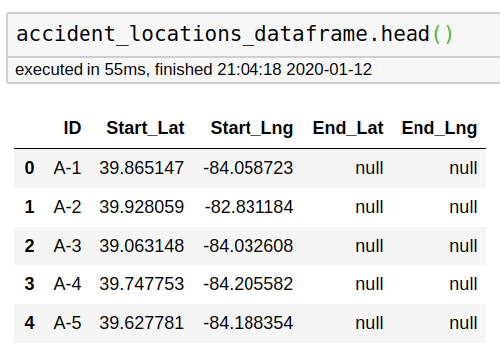 accident_locations_dataframe.head()
executed in 55ms, finished 21:04:18 2020-01-12
ID Start_Lat Start_Lng End_Lat End_Lng
0 A-1 39.865147 -84.058723 null null
1 A-2 39.928059 -82.831184 null null
2 A-3 39.063148 -84.032608 null null
3 A-4 39.747753 -84.205582 null null
4 A-5 39.627781 -84.188354 null null